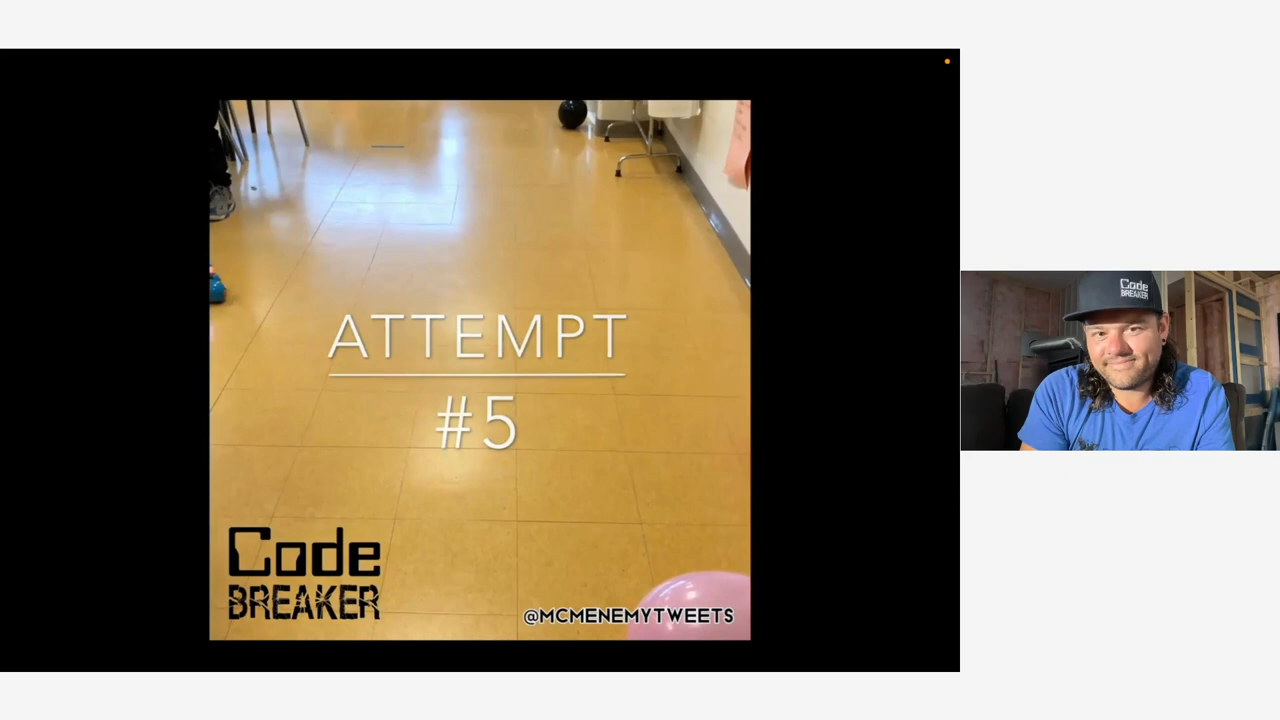 ATTEMPT
#5
Code
BREAKER
@MCMENEMYTWEETS
Code
BREAKER